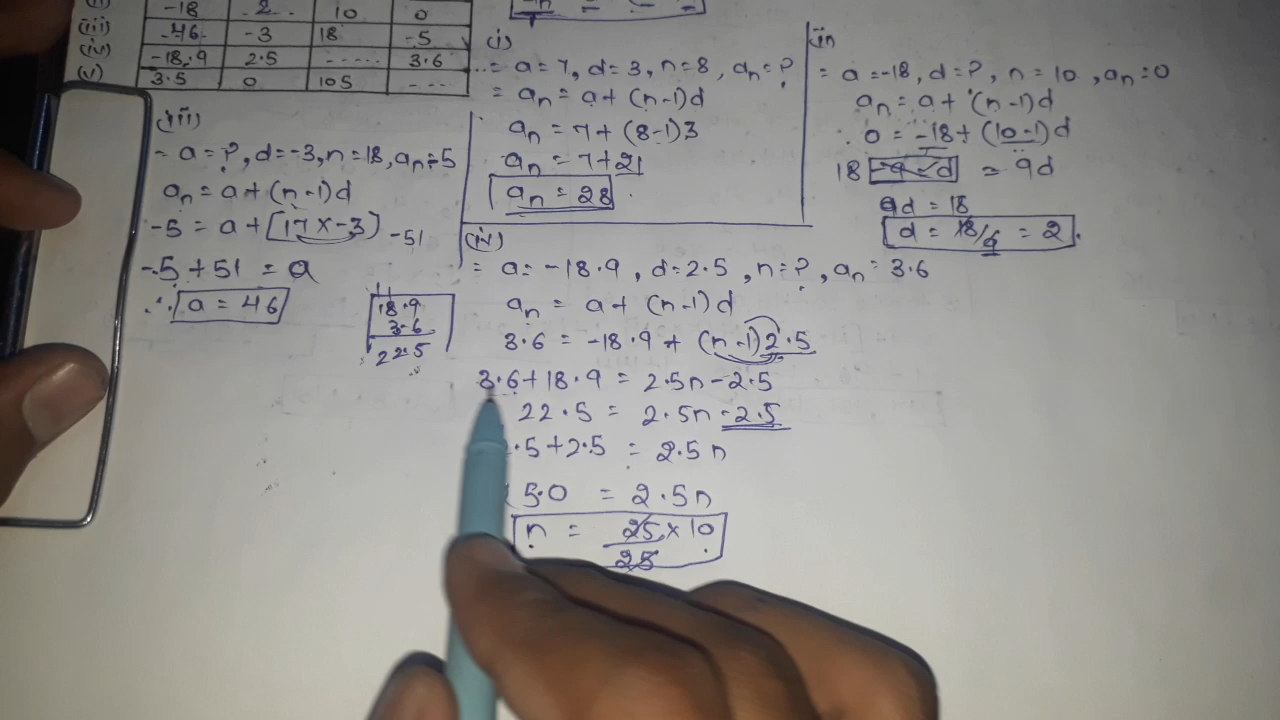 -18 2.. 10 0
(iii) -46- -3 18 -5
(iv) -18.9 2.5 ..... 3.6
(v) 3.5 0 105 ....
(i)
= a=7, d=3, n=8, an=?
= an = a+(n-1)d
an = 7+(8-1)3
an = 7+21
an = 28
= a=-18, d=?, n=10, an=0
an = a+(n-1)d
0 = -18+(10-1)d
18 = 9d
9d = 18
d = 18/9 = 2.
(iii)
- a=?, d=-3, n=18, an=-5
an = a+(n-1)d
-5 = a+[17×-3) -51
-5+51 = a
∴ a = 46
18.9
3.6
22.5
(iv)
= a=-18.9, d=2.5, n=?, an=3.6
an = a+(n-1)d
3.6 = -18.9+(n-1)2.5
3.6+18.9 = 2.5n-2.5
22.5 = 2.5n-2.5
.5+2.5 = 2.5n
5.0 = 2.5n
n = 25×10
25